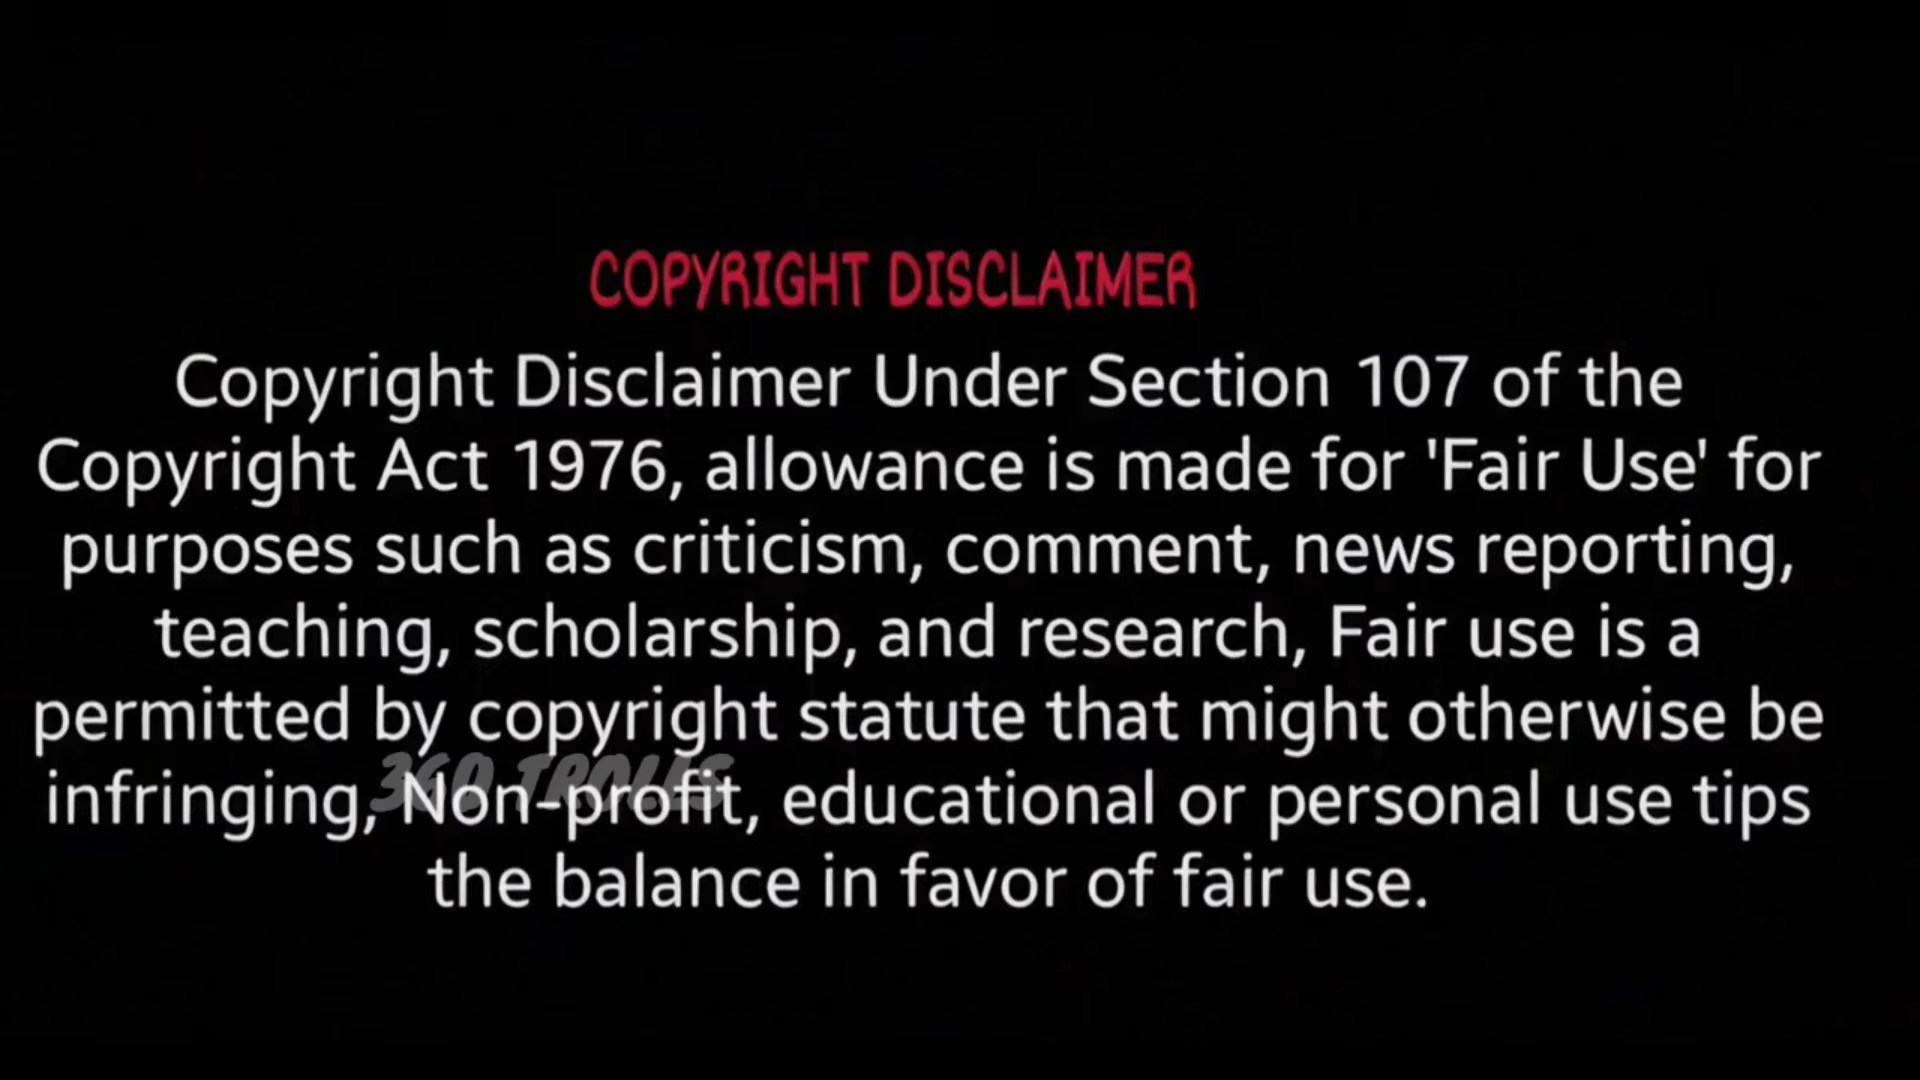 COPYRIGHT DISCLAIMER
Copyright Disclaimer Under Section 107 of the
Copyright Act 1976, allowance is made for 'Fair Use' for
purposes such as criticism, comment, news reporting,
teaching, scholarship, and research, Fair use is a
permitted by copyright statute that might otherwise be
360 TROLLS
infringing, Non-profit, educational or personal use tips
the balance in favor of fair use.